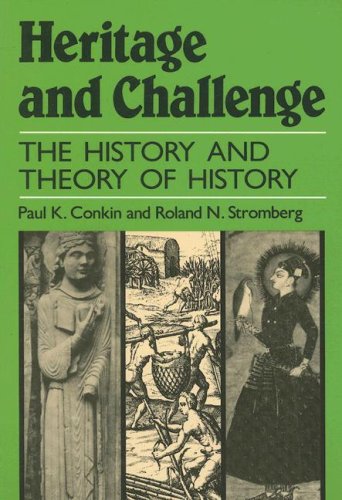 Heritage
and Challenge
THE HISTORY AND
THEORY OF HISTORY
Paul K. Conkin and Roland N. Stromberg